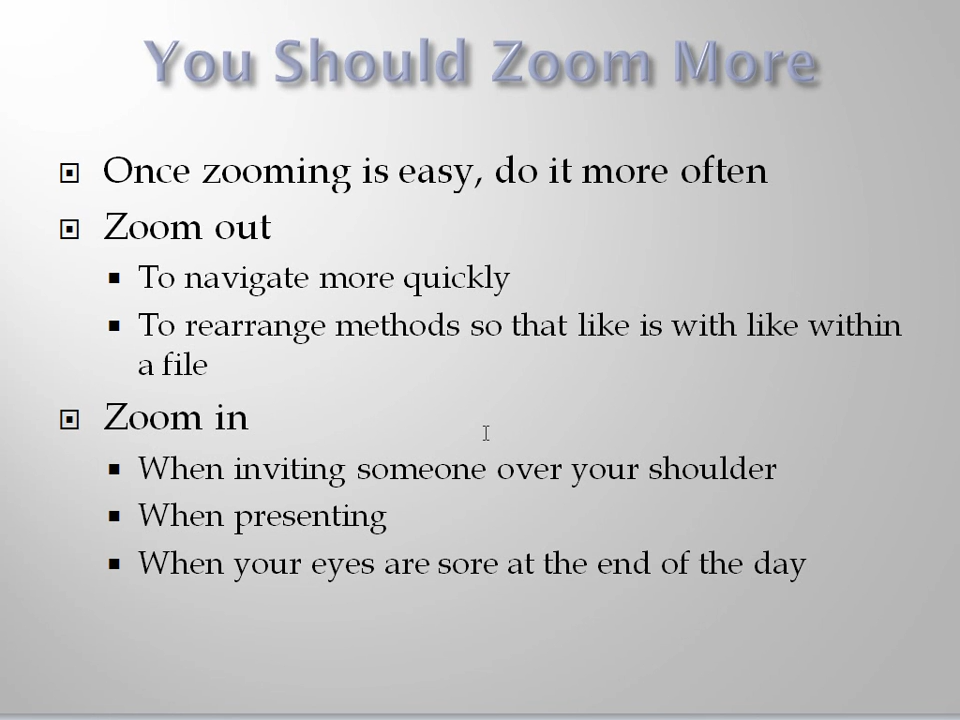 You Should Zoom More
Once zooming is easy, do it more often
Zoom out
To navigate more quickly
To rearrange methods so that like is with like within
a file
Zoom in
When inviting someone over your shoulder
When presenting
When your eyes are sore at the end of the day